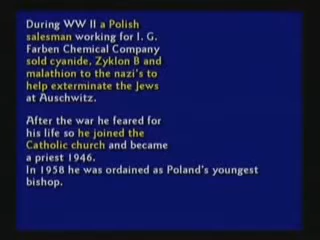 During WW II a Polish
salesman working for I. G.
Farben Chemical Company
sold cyanide, Zyklon B and
malathion to the nazi's to
help exterminate the Jews
at Auschwitz.
After the war he feared for
his life so he joined the
Catholic church and became
a priest 1946.
In 1958 he was ordained as Poland's youngest
bishop.